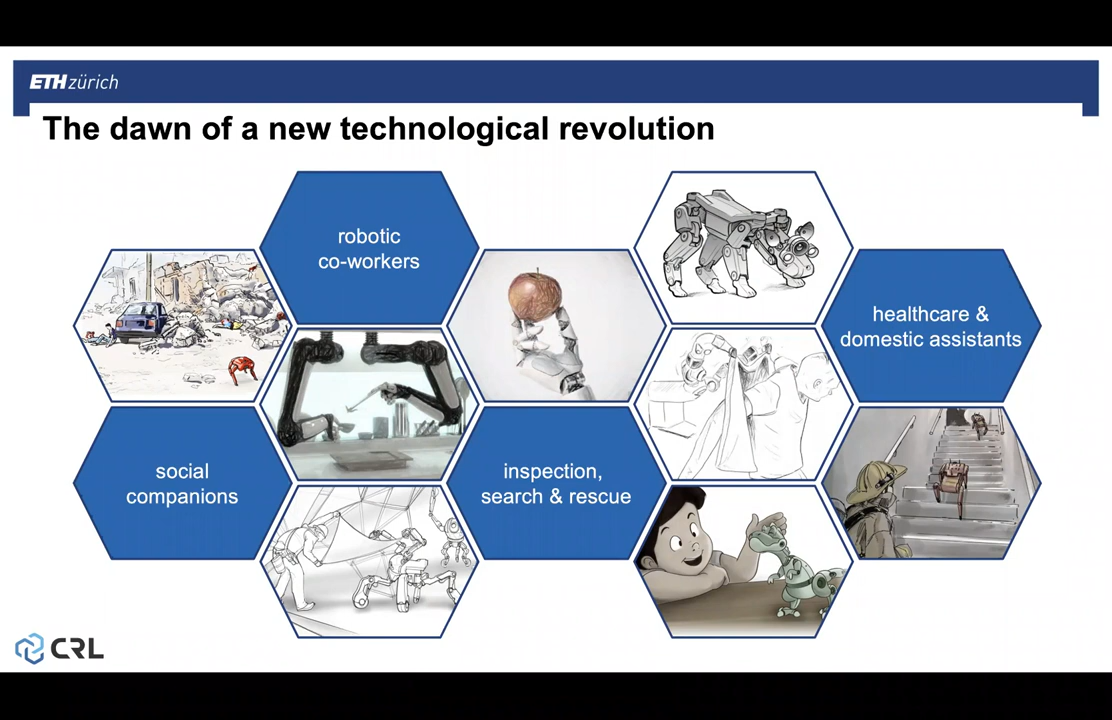 ETH zürich
The dawn of a new technological revolution
robotic
co-workers
healthcare &
domestic assistants
social
companions
inspection,
search & rescue
CRL